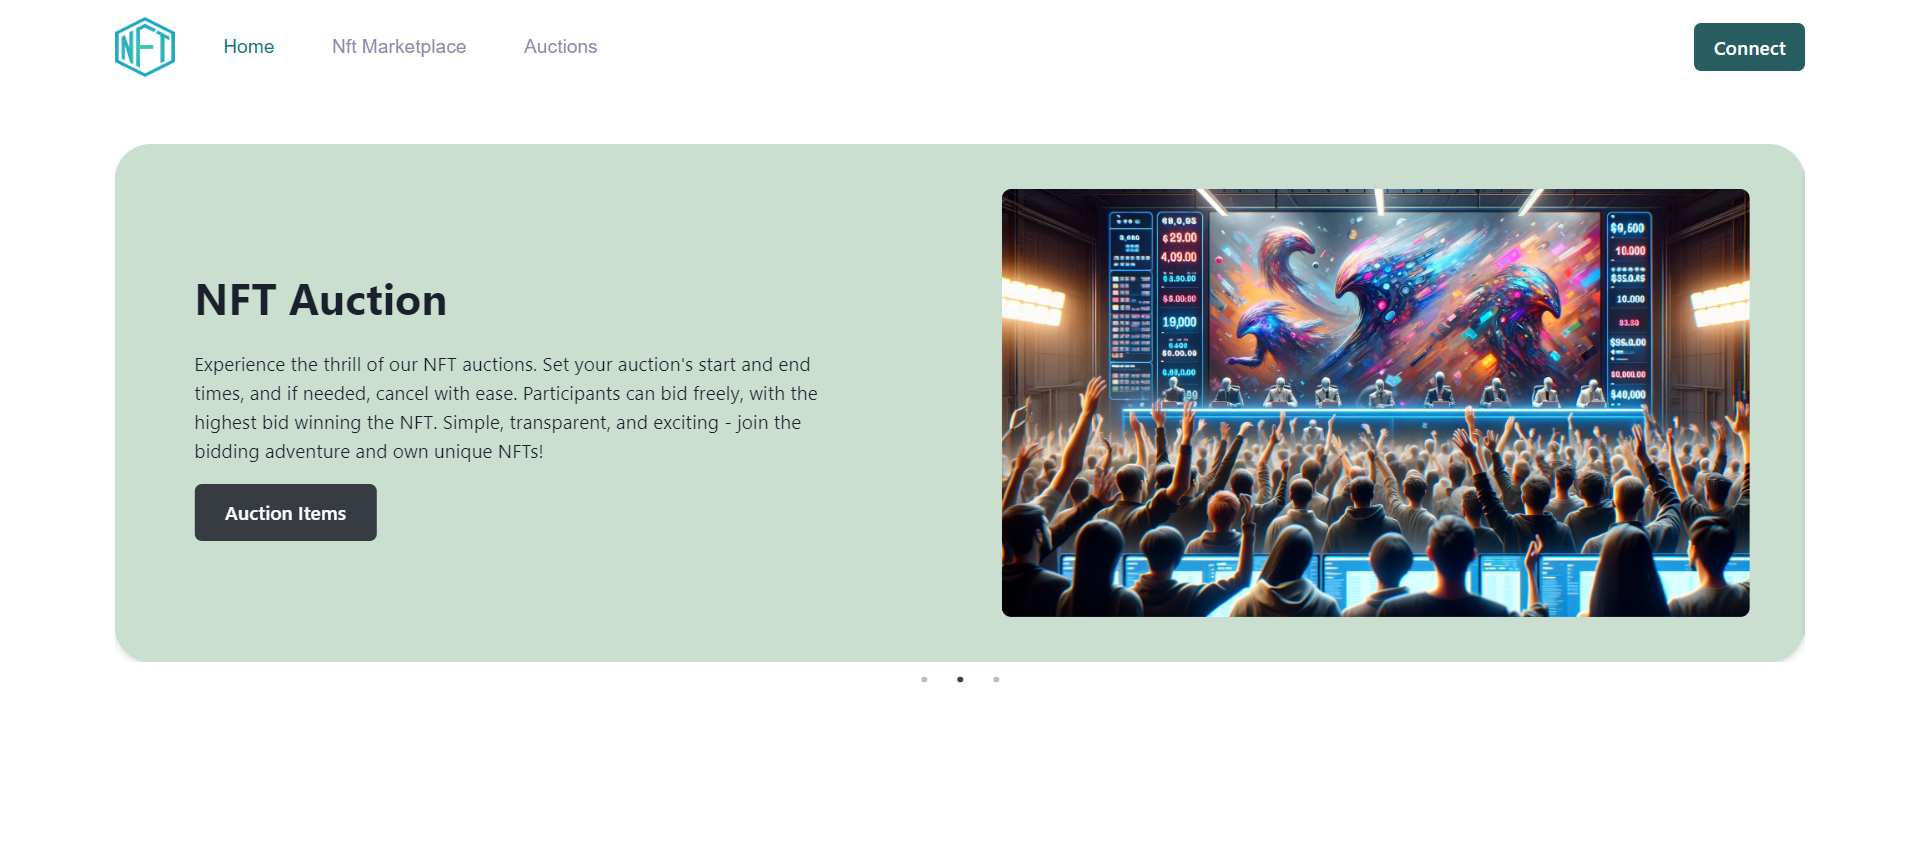 NFT
Home
Nft Marketplace
Auctions
Connect
NFT Auction
Experience the thrill of our NFT auctions. Set your auction's start and end
times, and if needed, cancel with ease. Participants can bid freely, with the
highest bid winning the NFT. Simple, transparent, and exciting - join the
bidding adventure and own unique NFTs!
Auction Items
$29.00
4,09.00
19,000
$9,600
10.000
10.000
$40,000